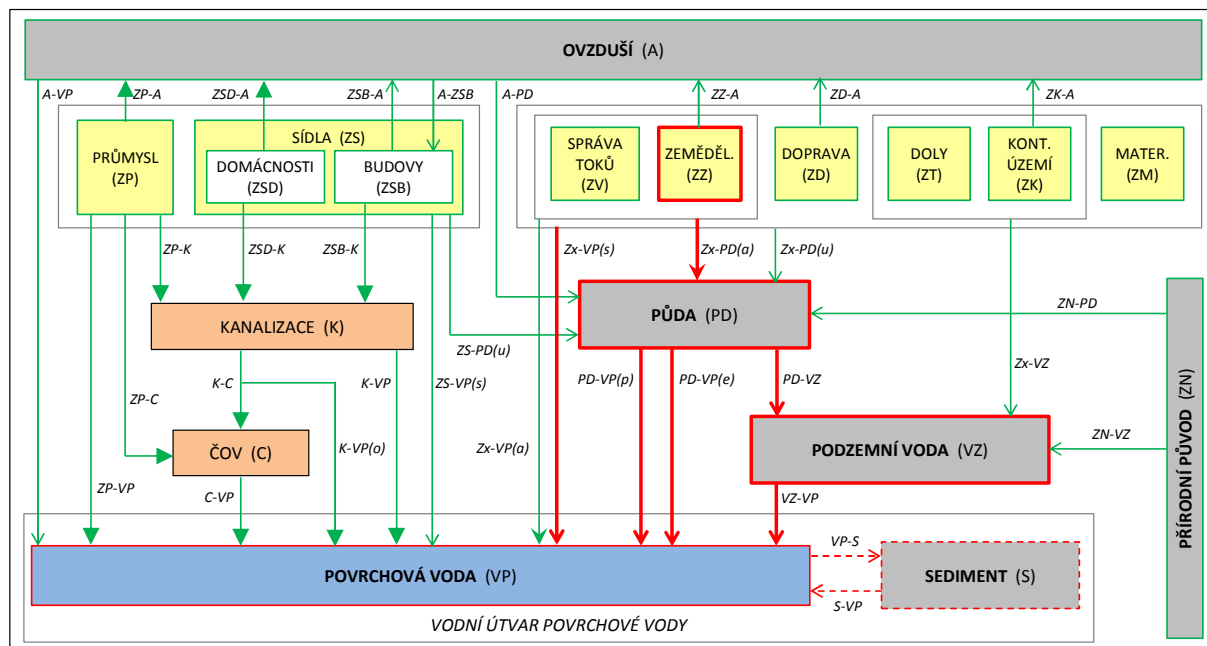 OVZDUŠÍ (A)
A-VP
ZP-A
ZSD-A
ZSB-A
A-ZSB
A-PD
ZZ-A
ZD-A
ZK-A
PRŮMYSL
(ZP)
SÍDLA (ZS)
DOMÁCNOSTI
(ZSD)
BUDOVY
(ZSB)
SPRÁVA
TOKŮ
(ZV)
ZEMĚDĚL.
(ZZ)
DOPRAVA
(ZD)
DOLY
(ZT)
KONT.
ÚZEMÍ
(ZK)
MATER.
(ZM)
ZP-K
ZSD-K
ZSB-K
Zx-VP(s)
Zx-PD(a)
Zx-PD(u)
KANALIZACE (K)
PŮDA (PD)
ZN-PD
ZS-PD(u)
ZP-C
K-C
K-VP
ZS-VP(s)
PD-VP(p)
PD-VP(e)
PD-VZ
Zx-VZ
ČOV (C)
K-VP(o)
Zx-VP(a)
PODZEMNÍ VODA (VZ)
ZN-VZ
PŘÍRODNÍ PŮVOD (ZN)
ZP-VP
C-VP
VZ-VP
POVRCHOVÁ VODA (VP)
VP-S
S-VP
SEDIMENT (S)
VODNÍ ÚTVAR POVRCHOVÉ VODY